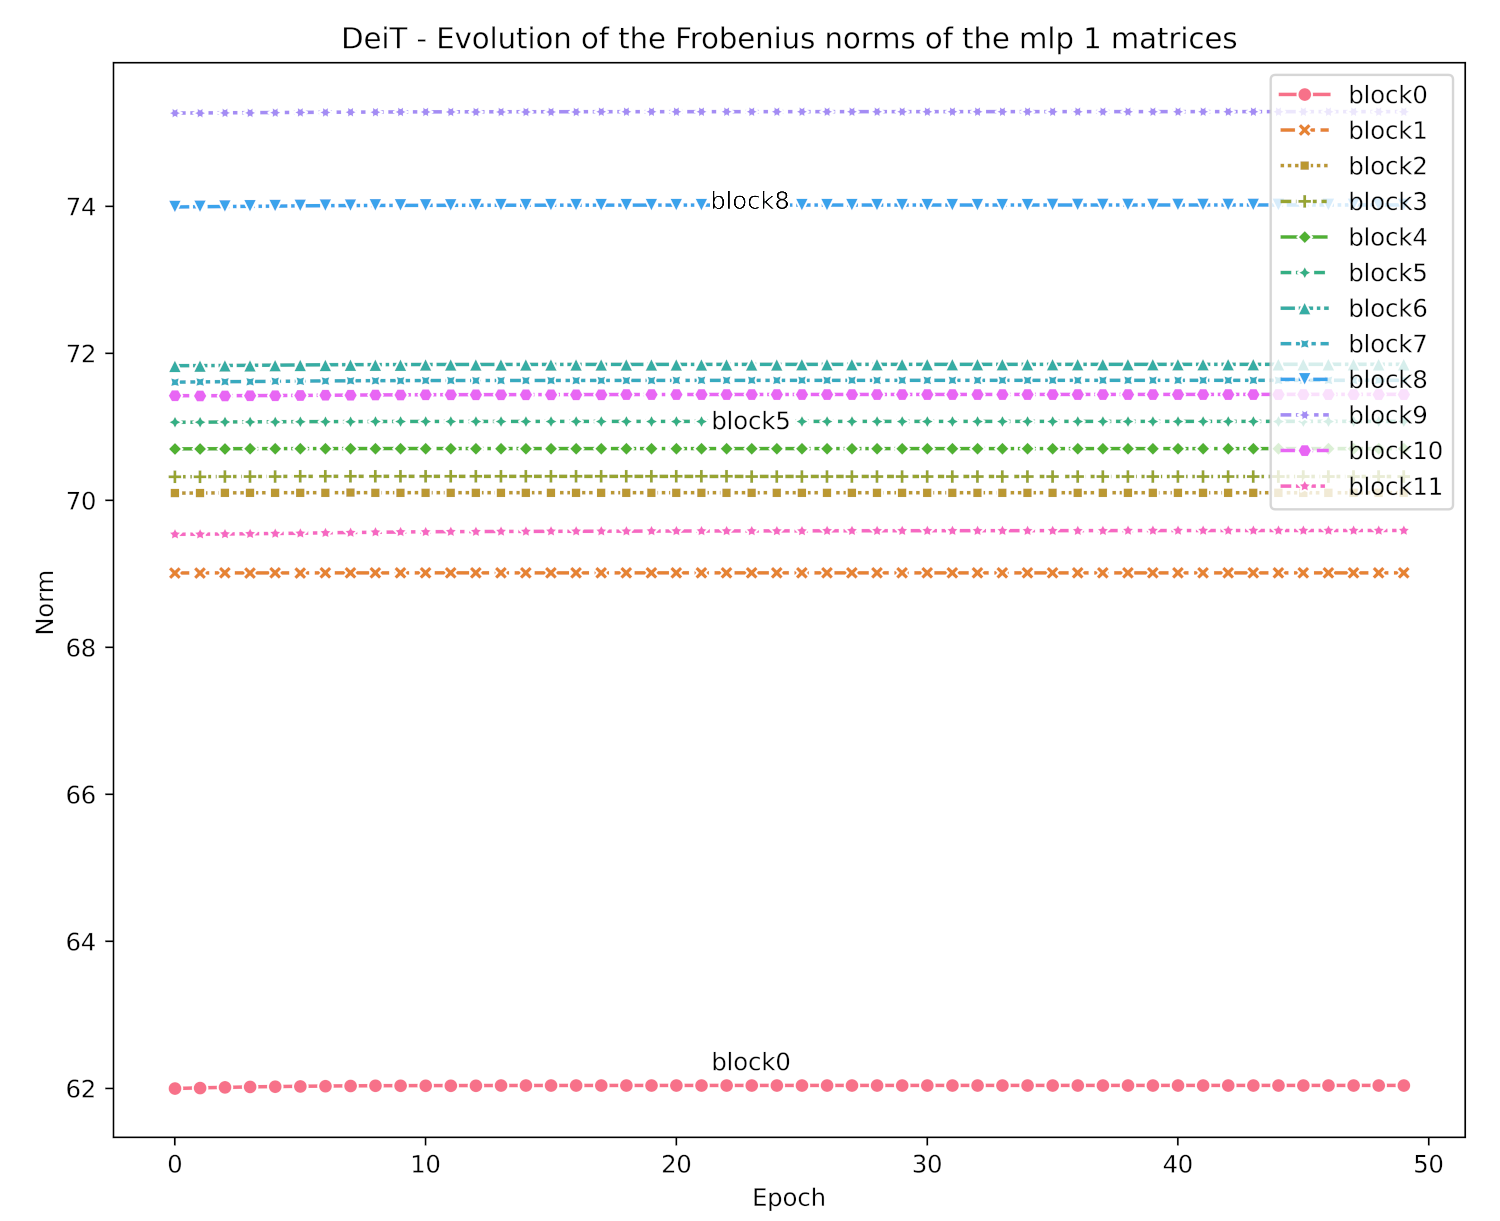 DeiT - Evolution of the Frobenius norms of the mlp 1 matrices
block0
block1
block2
block3
block4
block5
block6
block7
block8
block9
block10
block11
74
72
70
68
66
64
62
Norm
block8
block5
block0
0 10 20 30 40 50
Epoch